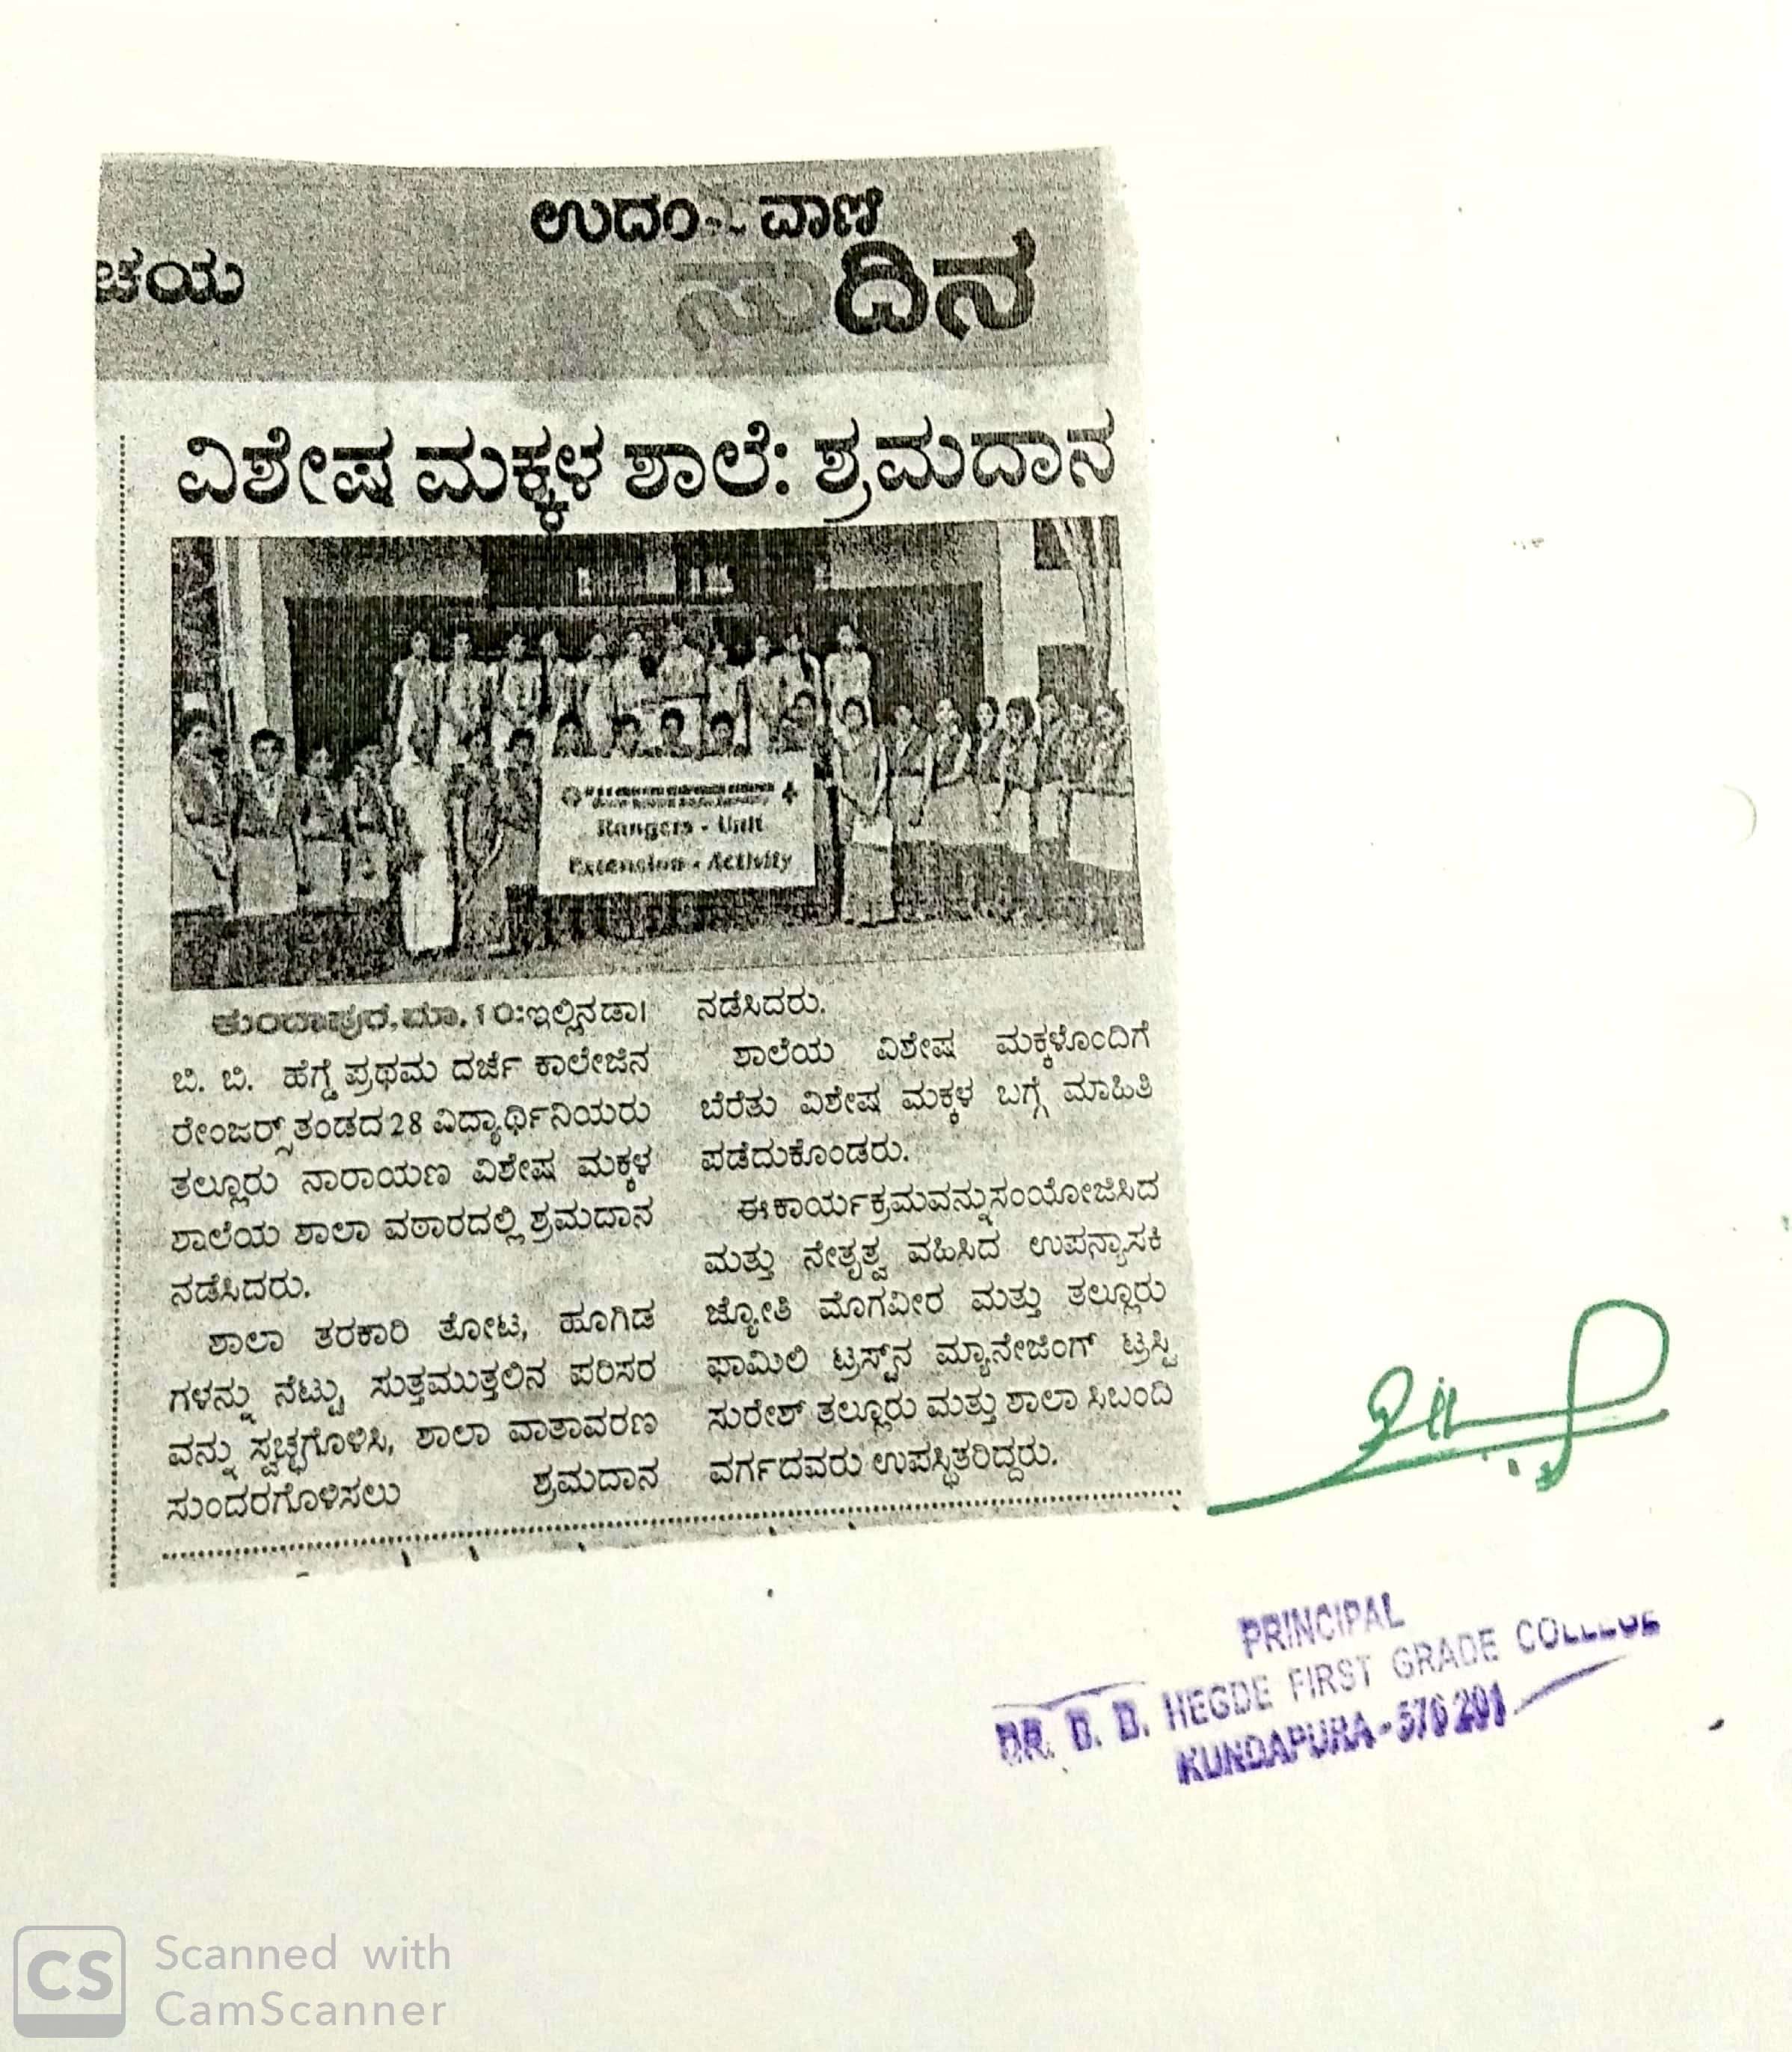 ಉದಯವಾಣಿ
ಚಯ
ಸುದಿನ
ವಿಶೇಷ ಮಕ್ಕಳ ಶಾಲೆ: ಶ್ರಮದಾನ
Rangers - Unit
Extension - Activity
ಕುಂದಾಪುರ, ಮಾ. 10: ಇಲ್ಲಿನ ಡಾ।
ಬಿ. ಬಿ. ಹೆಗ್ಡೆ ಪ್ರಥಮ ದರ್ಜೆ ಕಾಲೇಜಿನ
ರೇಂಜರ್ಸ್ ತಂಡದ 28 ವಿದ್ಯಾರ್ಥಿನಿಯರು
ತಲ್ಲೂರು ನಾರಾಯಣ ವಿಶೇಷ ಮಕ್ಕಳ
ಶಾಲೆಯ ಶಾಲಾ ವಠಾರದಲ್ಲಿ ಶ್ರಮದಾನ
ನಡೆಸಿದರು.
ಶಾಲಾ ತರಕಾರಿ ತೋಟ, ಹೂಗಿಡ
ಗಳನ್ನು ನೆಟ್ಟು, ಸುತ್ತಮುತ್ತಲಿನ ಪರಿಸರ
ವನ್ನು ಸ್ವಚ್ಛಗೊಳಿಸಿ, ಶಾಲಾ ವಾತಾವರಣ
ಸುಂದರಗೊಳಿಸಲು ಶ್ರಮದಾನ
ನಡೆಸಿದರು.
ಶಾಲೆಯ ವಿಶೇಷ ಮಕ್ಕಳೊಂದಿಗೆ
ಬೆರೆತು ವಿಶೇಷ ಮಕ್ಕಳ ಬಗ್ಗೆ ಮಾಹಿತಿ
ಪಡೆದುಕೊಂಡರು.
ಈ ಕಾರ್ಯಕ್ರಮವನ್ನು ಸಂಯೋಜಿಸಿದ
ಮತ್ತು ನೇತೃತ್ವ ವಹಿಸಿದ ಉಪನ್ಯಾಸಕಿ
ಜ್ಯೋತಿ ಮೊಗವೀರ ಮತ್ತು ತಲ್ಲೂರು
ಫಾಮಿಲಿ ಟ್ರಸ್ಟ್‌ನ ಮ್ಯಾನೇಜಿಂಗ್ ಟ್ರಸ್ಟಿ
ಸುರೇಶ್ ತಲ್ಲೂರು ಮತ್ತು ಶಾಲಾ ಸಿಬಂದಿ
ವರ್ಗದವರು ಉಪಸ್ಥಿತರಿದ್ದರು.
PRINCIPAL
DR. B. B. HEGDE FIRST GRADE COLLEGE
KUNDAPURA - 576 201
CS Scanned with
CamScanner